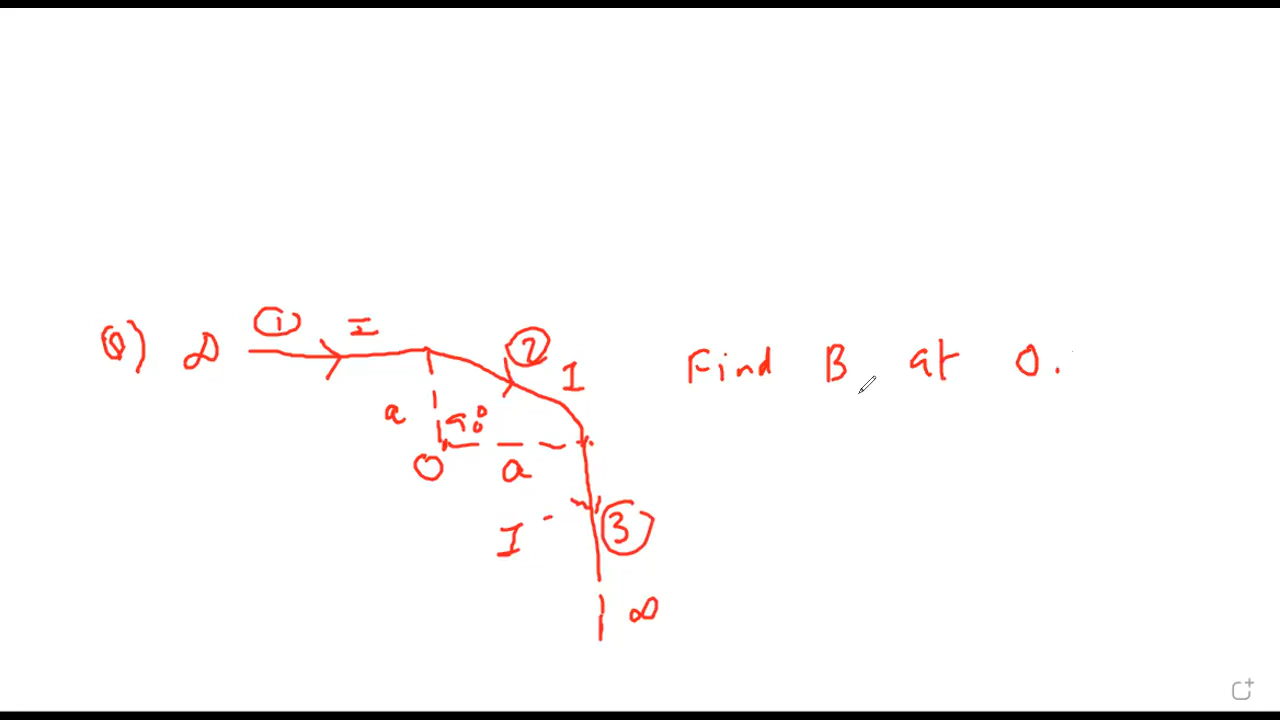 Q) ∞ ① I ② I Find B at O.
a 90°
O a
I ③
∞